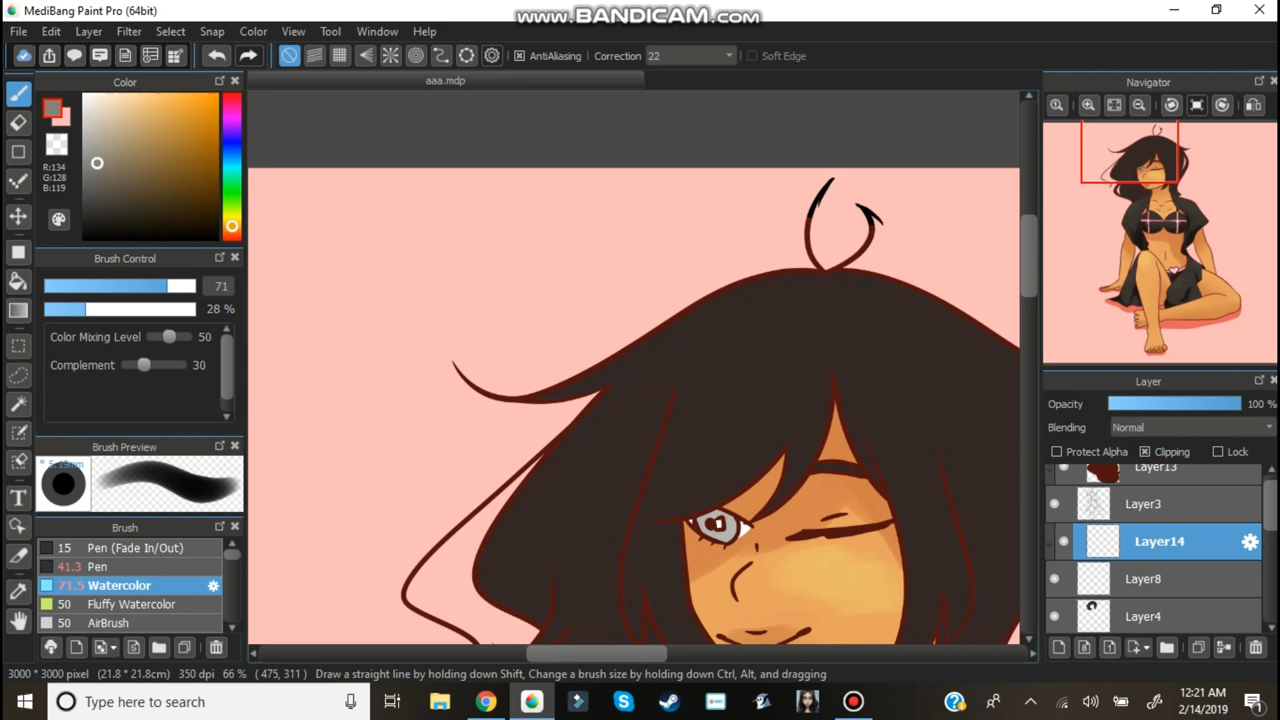 MediBang Paint Pro (64bit)
www.BANDICAM.com
File Edit Layer Filter Select Snap Color View Tool Window Help
AntiAliasing Correction 22 Soft Edge
Color
aaa.mdp
Navigator
R:134
G:128
B:119
Brush Control
71
28 %
Color Mixing Level 50
Complement 30
Brush Preview
* 5.19mm
Brush
15 Pen (Fade In/Out)
41.3 Pen
71.5 Watercolor
50 Fluffy Watercolor
50 AirBrush
Layer
Opacity 100 %
Blending Normal
Protect Alpha Clipping Lock
Layer13
Layer3
Layer14
Layer8
Layer4
3000 * 3000 pixel (21.8 * 21.8cm) 350 dpi 66 % ( 475, 311 ) Draw a straight line by holding down Shift, Change a brush size by holding down Ctrl, Alt, and dragging
Type here to search
12:21 AM
2/14/2019